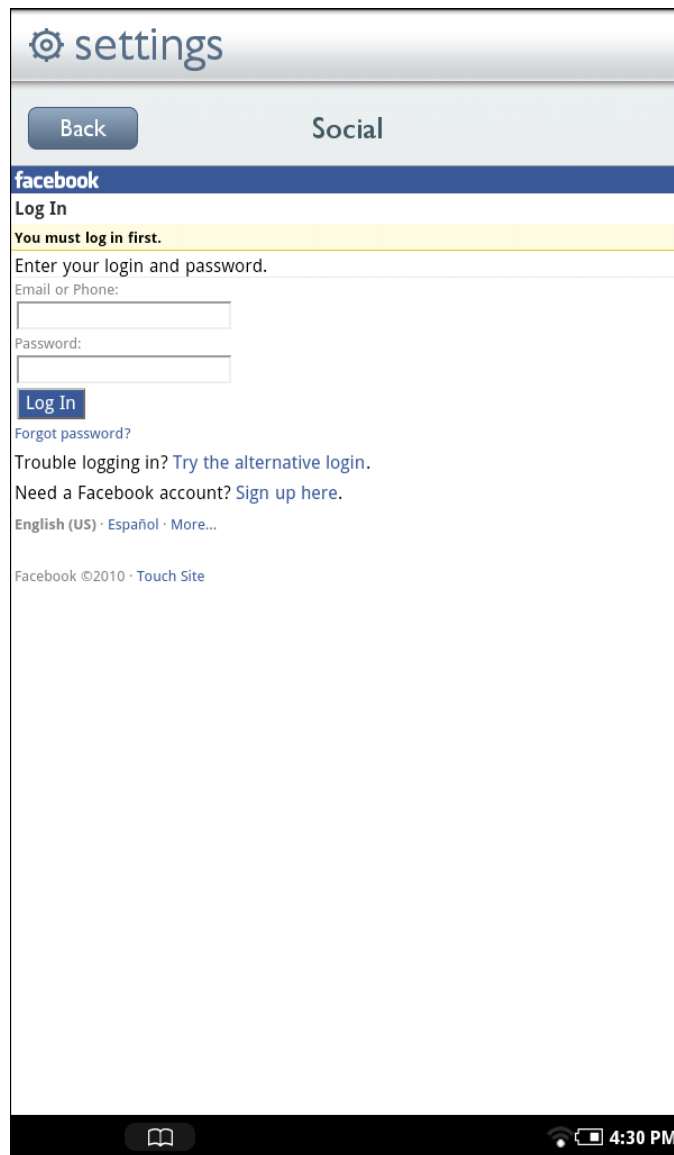 settings
Back Social
facebook
Log In
You must log in first.
Enter your login and password.
Email or Phone:
Password:
Log In
Forgot password?
Trouble logging in? Try the alternative login.
Need a Facebook account? Sign up here.
English (US) · Español · More...
Facebook ©2010 · Touch Site
4:30 PM